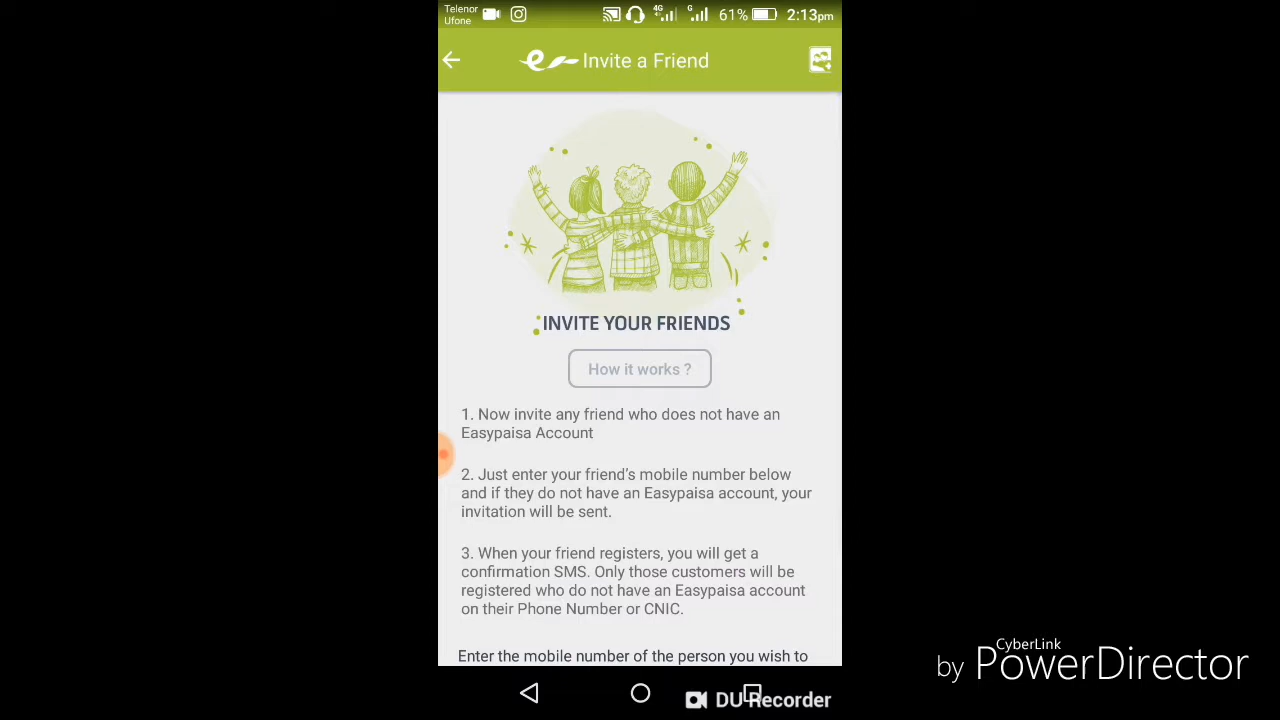 Telenor
Ufone
4G
G
61%
2:13pm
Invite a Friend
INVITE YOUR FRIENDS
How it works ?
1. Now invite any friend who does not have an
Easypaisa Account
2. Just enter your friend's mobile number below
and if they do not have an Easypaisa account, your
invitation will be sent.
3. When your friend registers, you will get a
confirmation SMS. Only those customers will be
registered who do not have an Easypaisa account
on their Phone Number or CNIC.
Enter the mobile number of the person you wish to
CyberLink
by PowerDirector
DU Recorder